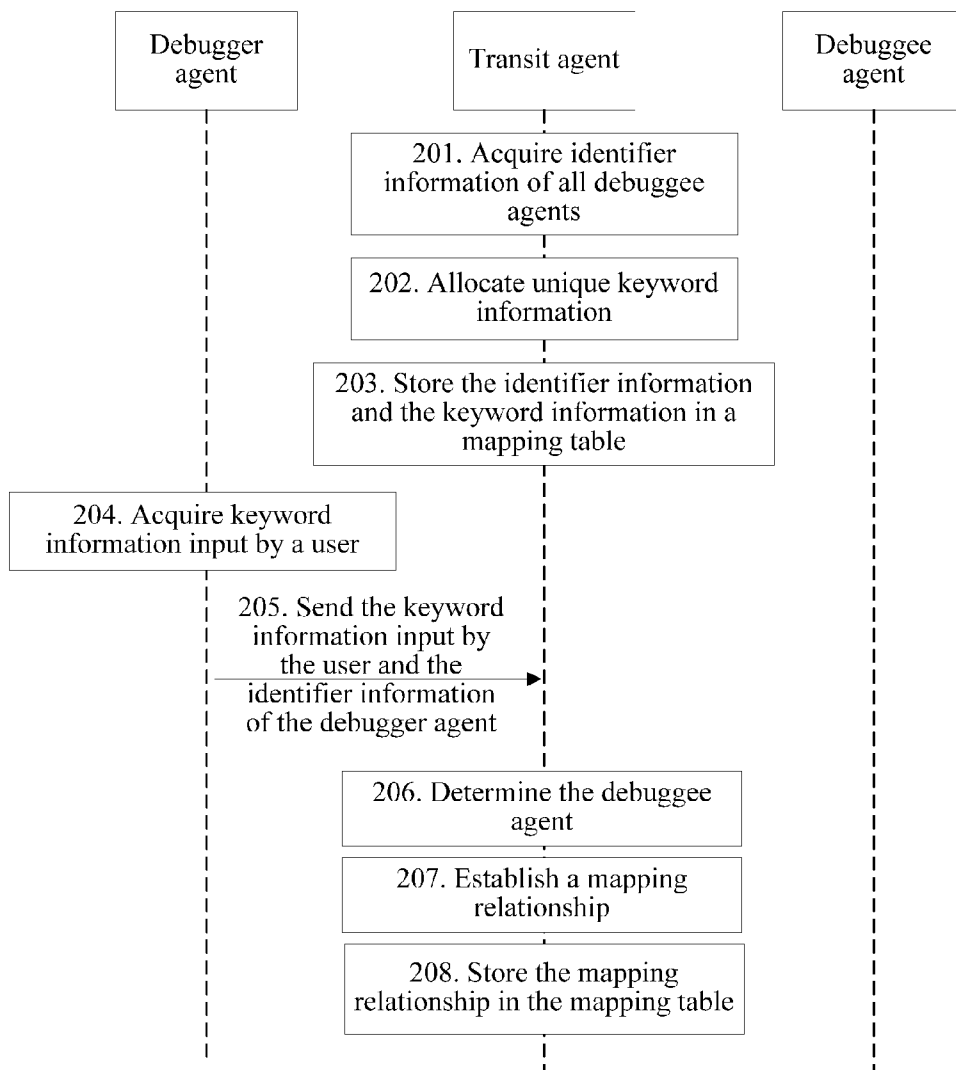 Debugger
agent
Transit agent
Debuggee
agent
201. Acquire identifier
information of all debuggee
agents
202. Allocate unique keyword
information
203. Store the identifier information
and the keyword information in a
mapping table
204. Acquire keyword
information input by a user
205. Send the keyword
information input by
the user and the
identifier information
of the debugger agent
206. Determine the debuggee
agent
207. Establish a mapping
relationship
208. Store the mapping
relationship in the mapping table